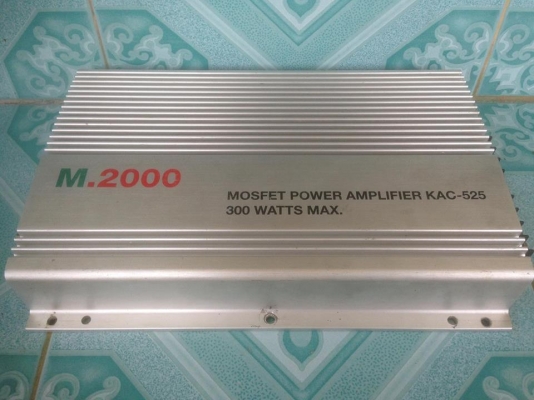 M.2000
MOSFET POWER AMPLIFIER KAC-525
300 WATTS MAX.